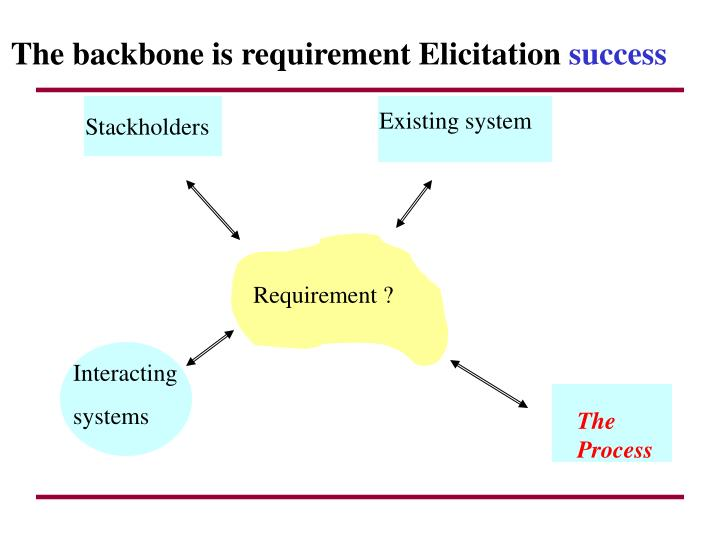 The backbone is requirement Elicitation success
Stackholders
Existing system
Requirement ?
Interacting
systems
The
Process